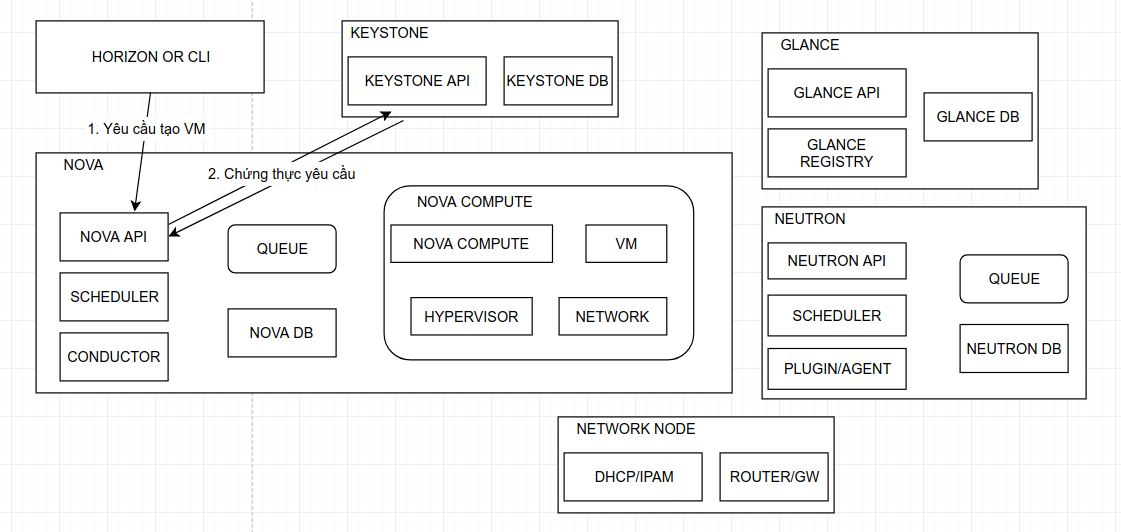 HORIZON OR CLI
KEYSTONE
KEYSTONE API
KEYSTONE DB
GLANCE
GLANCE API
GLANCE DB
GLANCE
REGISTRY
1. Yêu cầu tạo VM
NOVA
2. Chứng thực yêu cầu
NOVA API
SCHEDULER
CONDUCTOR
QUEUE
NOVA DB
NOVA COMPUTE
NOVA COMPUTE
VM
HYPERVISOR
NETWORK
NEUTRON
NEUTRON API
SCHEDULER
PLUGIN/AGENT
QUEUE
NEUTRON DB
NETWORK NODE
DHCP/IPAM
ROUTER/GW